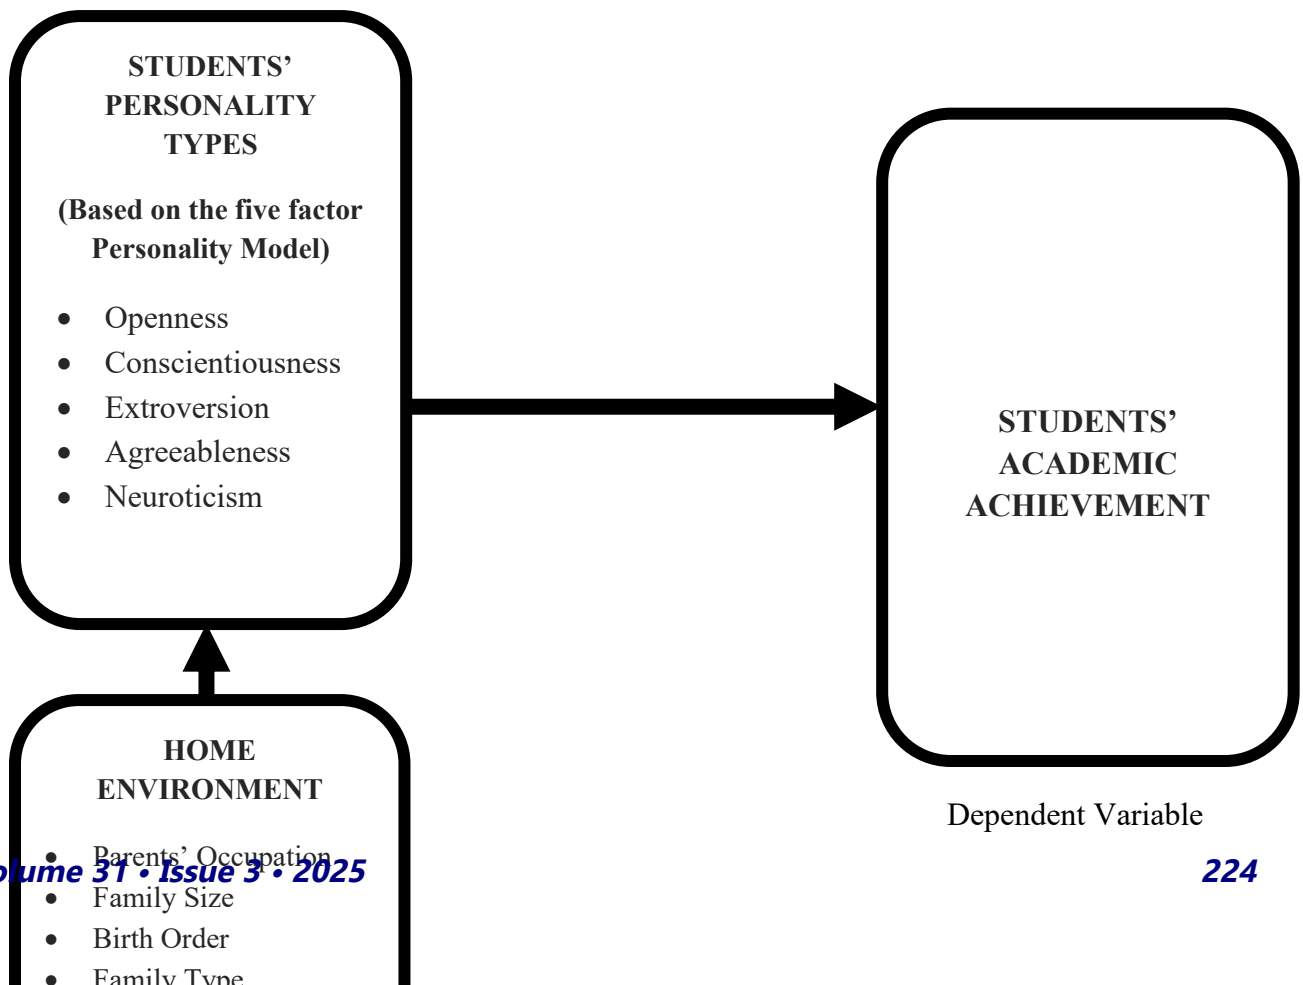 STUDENTS’
PERSONALITY
TYPES
(Based on the five factor
Personality Model)
• Openness
• Conscientiousness
• Extroversion
• Agreeableness
• Neuroticism
STUDENTS’
ACADEMIC
ACHIEVEMENT
Dependent Variable
HOME
ENVIRONMENT
• Parents’ Occupation
• Family Size
• Birth Order
• Family Type
olume 31 • Issue 3 • 2025
224